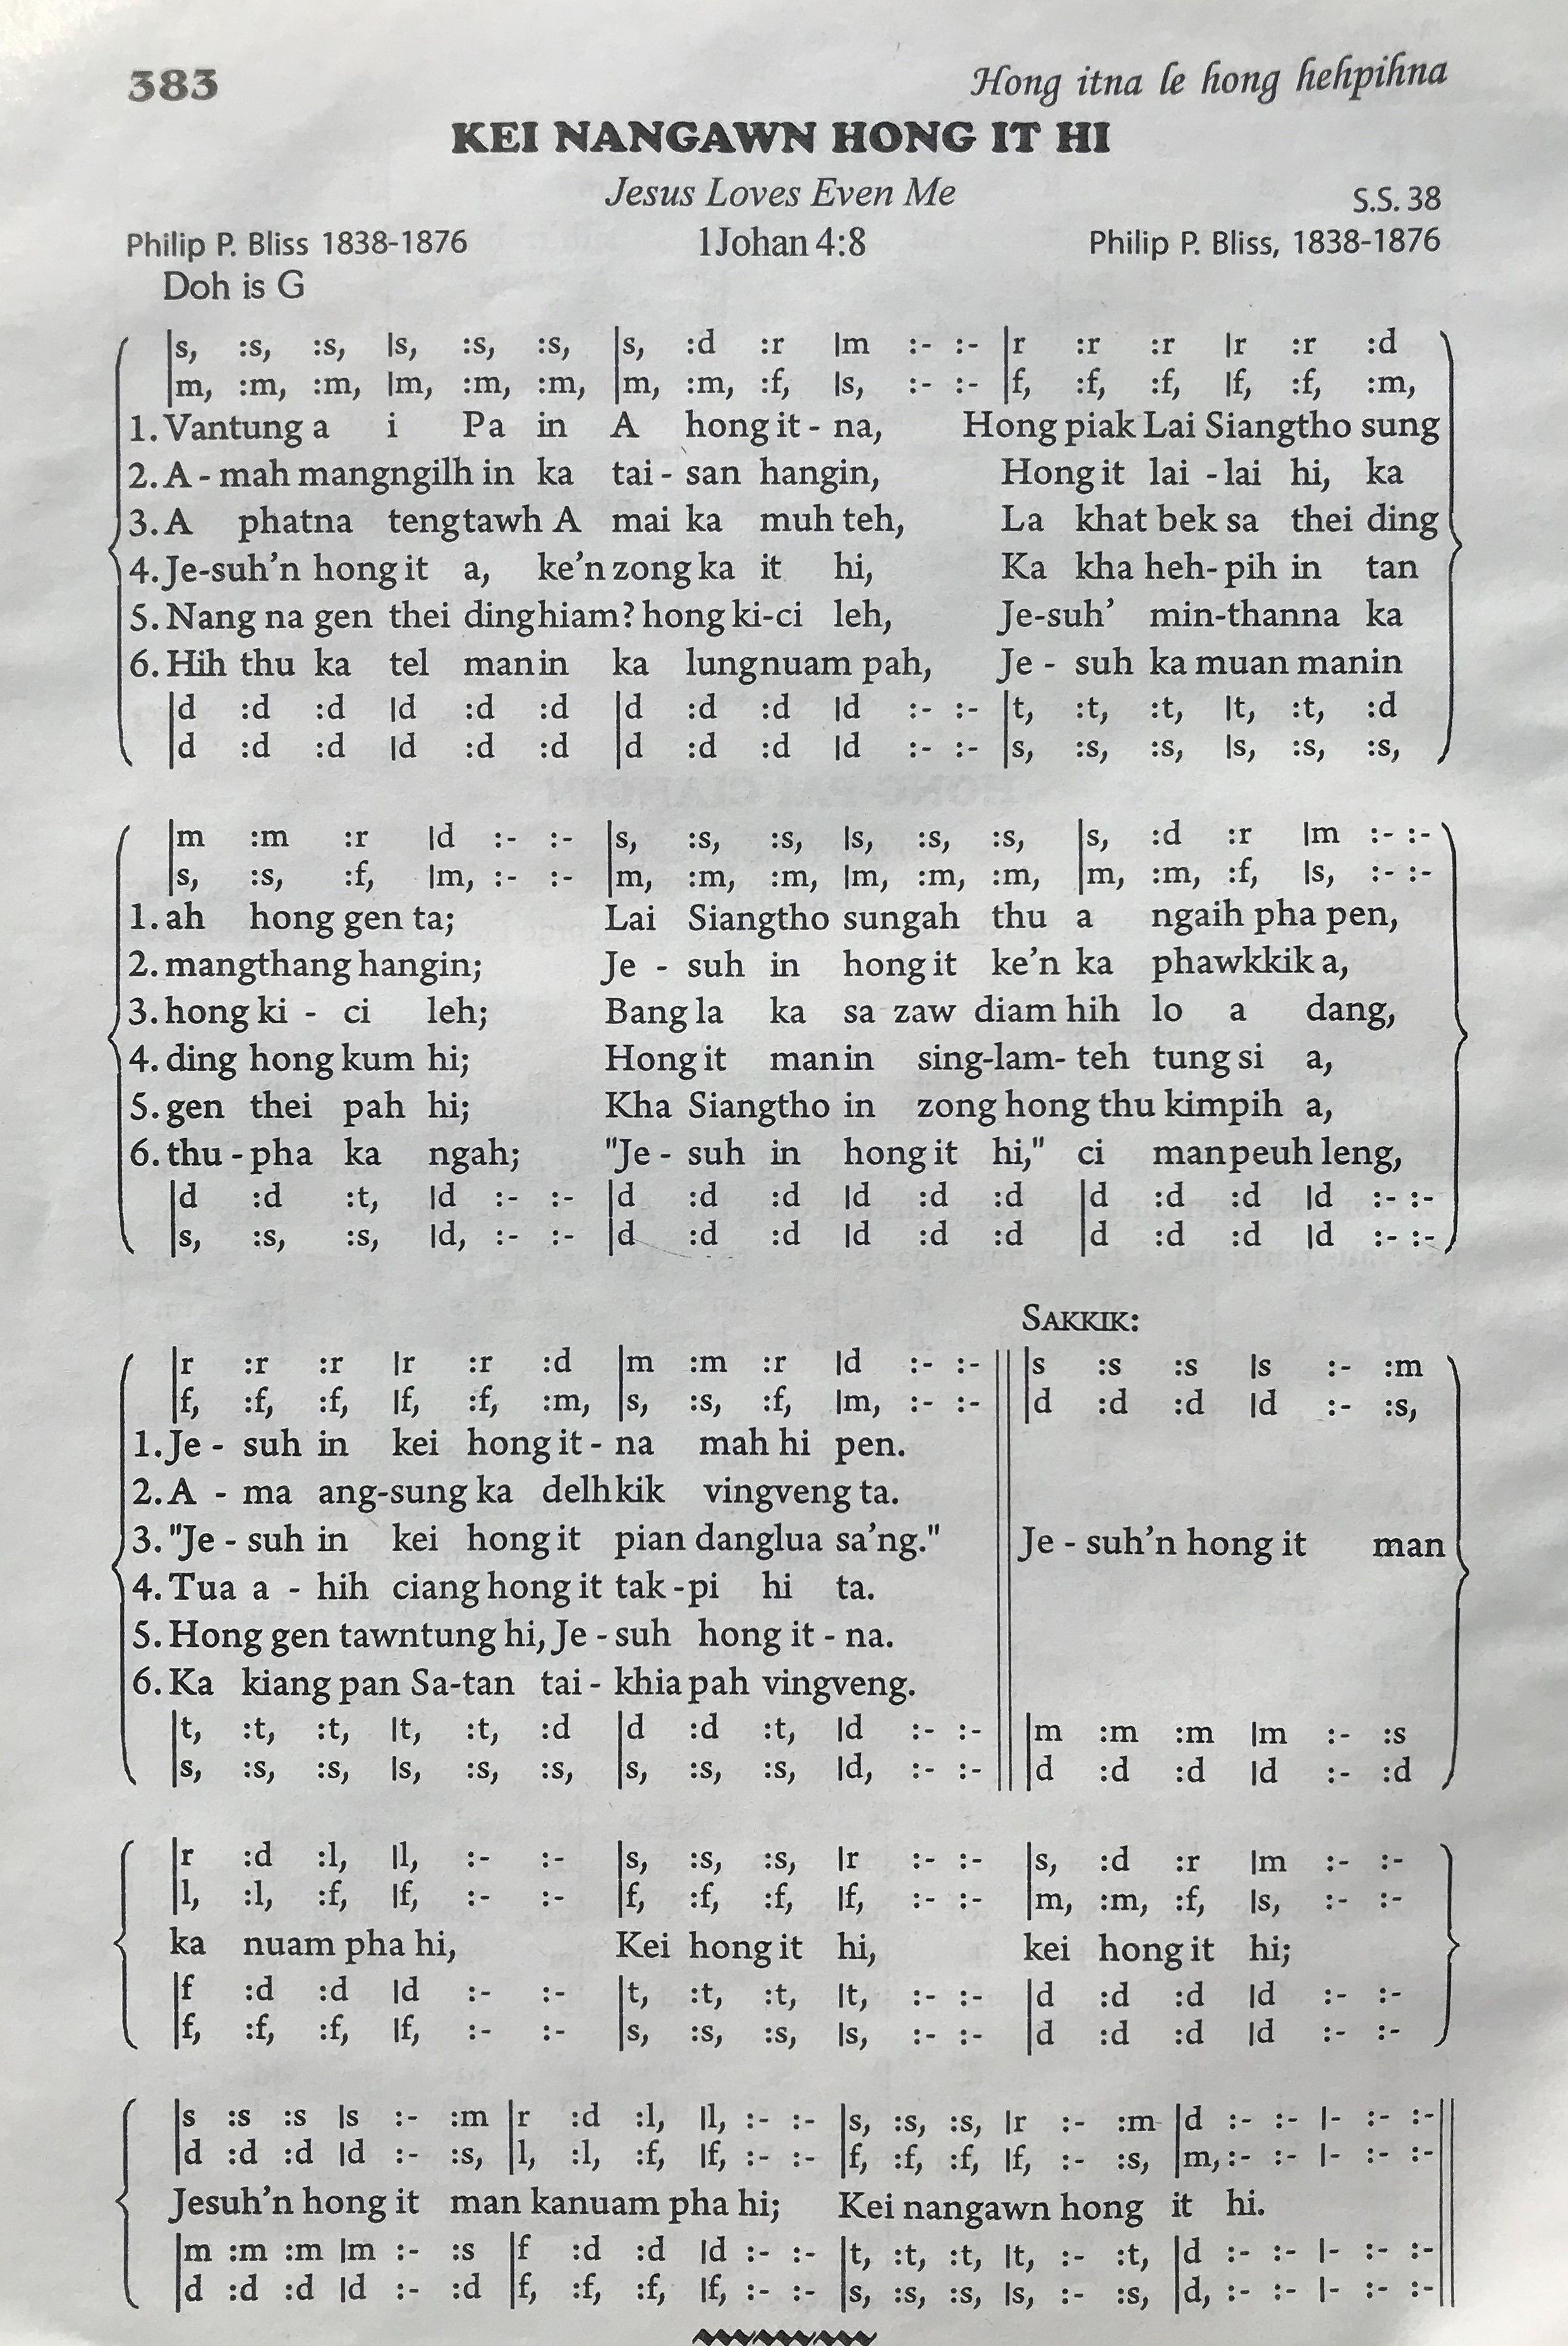 383
Hong itna le hong hehpihna
KEI NANGAWN HONG IT HI
Jesus Loves Even Me
S.S. 38
Philip P. Bliss 1838-1876 1Johan 4:8 Philip P. Bliss, 1838-1876
Doh is G
|s, :s, :s, |s, :s, :s, |s, :d :r |m :- :- |r :r :r |r :r :d
|m, :m, :m, |m, :m, :m, |m, :m, :f, |s, :- :- |f, :f, :f, |f, :f, :m,
1. Vantung a i Pa in A hong it - na, Hong piak Lai Siangtho sung
2. A - mah mangngilh in ka tai - san hangin, Hong it lai - lai hi, ka
3. A phatna tengtawh A mai ka muh teh, La khat bek sa thei ding
4. Je-suh'n hong it a, ke'n zong ka it hi, Ka kha heh- pih in tan
5. Nang na gen thei dinghiam? hong ki-ci leh, Je-suh' min-thanna ka
6. Hih thu ka tel manin ka lungnuam pah, Je - suh ka muan manin
|d :d :d |d :d :d |d :d :d |d :- :- |t, :t, :t, |t, :t, :d
|d :d :d |d :d :d |d :d :d |d :- :- |s, :s, :s, |s, :s, :s,
|m :m :r |d :- :- |s, :s, :s, |s, :s, :s, |s, :d :r |m :- :-
|s, :s, :f, |m, :- :- |m, :m, :m, |m, :m, :m, |m, :m, :f, |s, :- :-
1. ah hong gen ta; Lai Siangtho sungah thu a ngaih pha pen,
2. mangthang hangin; Je - suh in hong it ke'n ka phawkkik a,
3. hong ki - ci leh; Bang la ka sa zaw diam hih lo a dang,
4. ding hong kum hi; Hong it manin sing-lam- teh tung si a,
5. gen thei pah hi; Kha Siangtho in zong hong thu kimpih a,
6. thu - pha ka ngah; "Je - suh in hong it hi," ci manpeuh leng,
|d :d :t, |d :- :- |d :d :d |d :d :d |d :d :d |d :- :-
|s, :s, :s, |d, :- :- |d :d :d |d :d :d |d :d :d |d :- :-
SAKKIK:
|r :r :r |r :r :d |m :m :r |d :- :- |s :s :s |s :- :m
|f, :f, :f, |f, :f, :m, |s, :s, :f, |m, :- :- |d :d :d |d :- :s,
1. Je - suh in kei hong it - na mah hi pen.
2. A - ma ang-sung ka delhkik vingveng ta.
3. "Je - suh in kei hong it pian danglua sa'ng." Je - suh'n hong it man
4. Tua a - hih ciang hong it tak -pi hi ta.
5. Hong gen tawntung hi, Je - suh hong it - na.
6. Ka kiang pan Sa-tan tai - khia pah vingveng.
|t, :t, :t, |t, :t, :d |d :d :t, |d :- :- |m :m :m |m :- :s
|s, :s, :s, |s, :s, :s, |s, :s, :s, |d, :- :- |d :d :d |d :- :d
|r :d :l, |l, :- :- |s, :s, :s, |r :- :- |s, :d :r |m :- :-
|l, :l, :f, |f, :- :- |f, :f, :f, |f, :- :- |m, :m, :f, |s, :- :-
ka nuam pha hi, Kei hong it hi, kei hong it hi;
|f :d :d |d :- :- |t, :t, :t, |t, :- :- |d :d :d |d :- :-
|f, :f, :f, |f, :- :- |s, :s, :s, |s, :- :- |d :d :d |d :- :-
|s :s :s |s :- :m |r :d :l, |l, :- :- |s, :s, :s, |r :- :m |d :- :- |- :- :-
|d :d :d |d :- :s, |l, :l, :f, |f, :- :- |f, :f, :f, |f, :- :s, |m, :- :- |- :- :-
Jesuh'n hong it man kanuam pha hi; Kei nangawn hong it hi.
|m :m :m |m :- :s |f :d :d |d :- :- |t, :t, :t, |t, :- :t, |d :- :- |- :- :-
|d :d :d |d :- :d |f, :f, :f, |f, :- :- |s, :s, :s, |s, :- :s, |d, :- :- |- :- :-